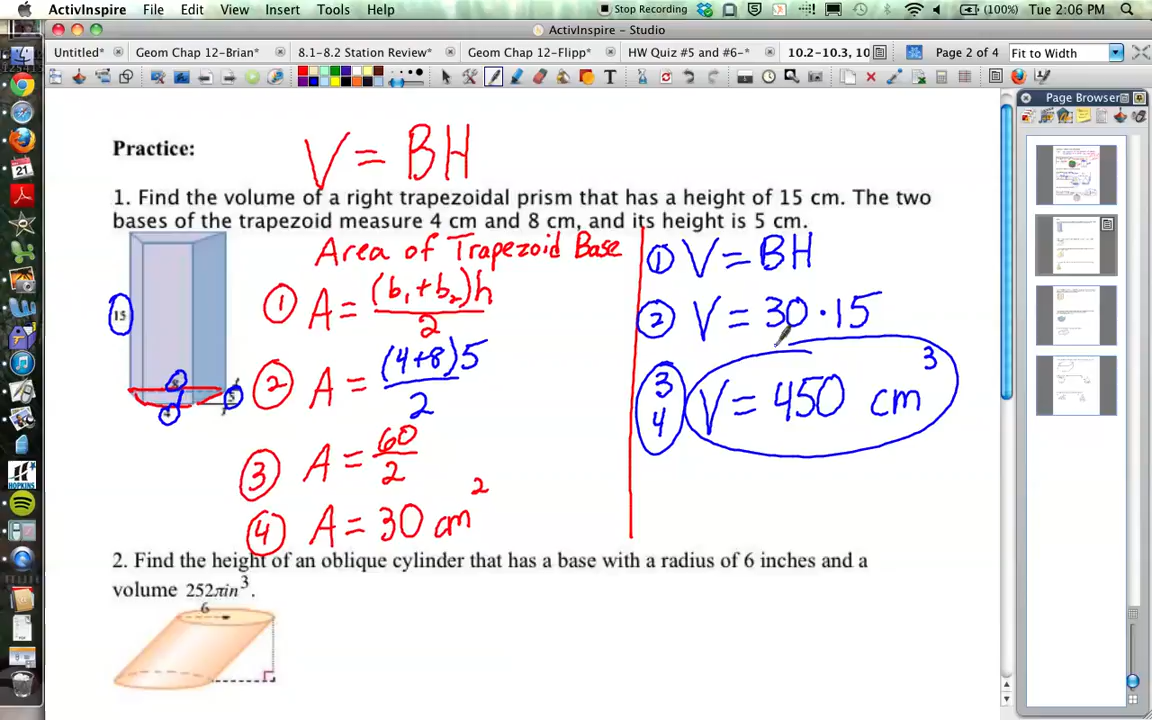 ActivInspire File Edit View Insert Tools Help Stop Recording (100%) Tue 2:06 PM
ActivInspire - Studio
Untitled* Geom Chap 12-Brian* 8.1-8.2 Station Review* Geom Chap 12-Flipp* HW Quiz #5 and #6-* 10.2-10.3, 10 Page 2 of 4 Fit to Width
Page Browser
Practice:
V = BH
1. Find the volume of a right trapezoidal prism that has a height of 15 cm. The two
bases of the trapezoid measure 4 cm and 8 cm, and its height is 5 cm.
15
8
4
5
Area of Trapezoid Base
① A = (b₁ + b₂)h / 2
② A = (4+8)5 / 2
③ A = 60 / 2
④ A = 30 cm²
① V = BH
② V = 30 · 15
3 4 V = 450 cm³
2. Find the height of an oblique cylinder that has a base with a radius of 6 inches and a
volume 252πin³.
6